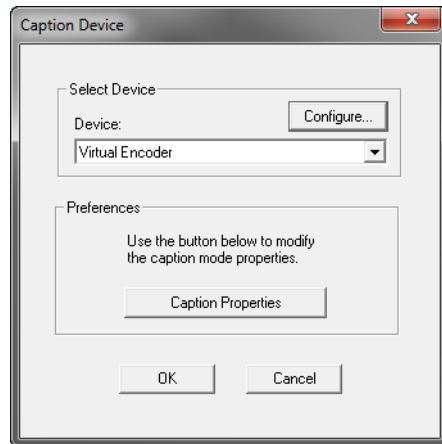 Caption Device
Select Device
Configure...
Device:
Virtual Encoder
Preferences
Use the button below to modify
the caption mode properties.
Caption Properties
OK Cancel